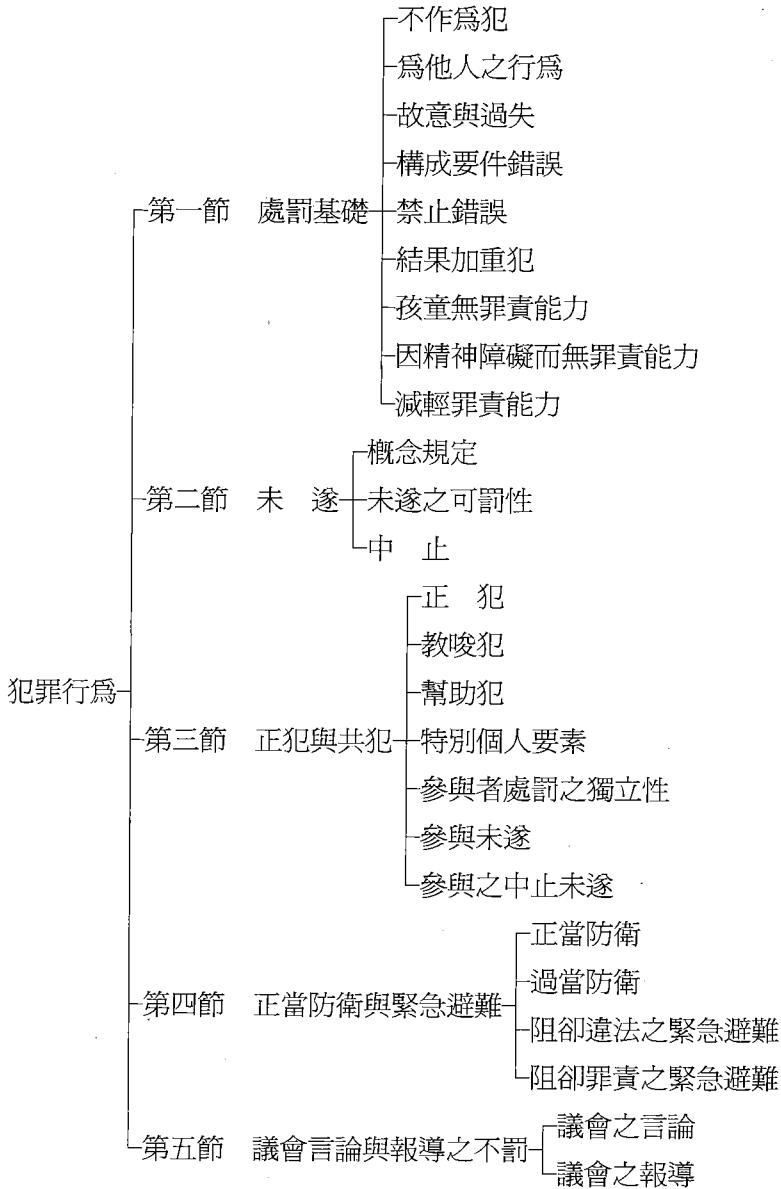 犯罪行爲
第一節 處罰基礎
不作爲犯
爲他人之行爲
故意與過失
構成要件錯誤
禁止錯誤
結果加重犯
孩童無罪責能力
因精神障礙而無罪責能力
減輕罪責能力
第二節 未 遂
概念規定
未遂之可罰性
中 止
第三節 正犯與共犯
正 犯
教唆犯
幫助犯
特別個人要素
參與者處罰之獨立性
參與未遂
參與之中止未遂
第四節 正當防衛與緊急避難
正當防衛
過當防衛
阻卻違法之緊急避難
阻卻罪責之緊急避難
第五節 議會言論與報導之不罰
議會之言論
議會之報導